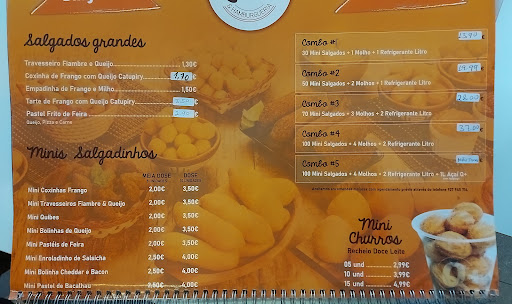 & HAMBURGUERIA
Salgados grandes
Travesseiro Fiambre e Queijo 1,30€
Coxinha de Frango com Queijo Catupiry 1,70 €
Empadinha de Frango e Milho 1,50€
Tarte de Frango com Queijo Catupiry
Pastel Frito de Feira
Queijo, Pizza e Carne
Minis Salgadinhos
MEIA DOSE DOSE
Mini Coxinhas Frango 2,00€ 3,50€
Mini Travesseiros Fiambre & Queijo 2,00€ 3,50€
Mini Quibes 2,00€ 3,50€
Mini Bolinhas de Queijo 2,00€ 3,50€
Mini Pastéis de Feira 2,00€ 3,50€
Mini Enroladinho de Salsicha 2,50€ 4,00€
Mini Bolinha Cheddar e Bacon 2,50€ 4,00€
Mini Pastel de Bacalhau 2,50€ 4,00€
Combo #1
30 Mini Salgados + 1 Molho + 1 Refrigerante Litro
Combo #2
50 Mini Salgados + 2 Molhos + 1 Refrigerante Litro
Combo #3
70 Mini Salgados + 3 Molhos + 2 Refrigerante Litro
Combo #4
100 Mini Salgados + 4 Molhos + 2 Refrigerante Litro
Combo #5
100 Mini Salgados + 4 Molhos + 2 Refrigerante Litro + 1L Açaí
Mini
Churros
Recheio Doce Leite
05 und 2,99€
10 und 3,99€
15 und 4,99€